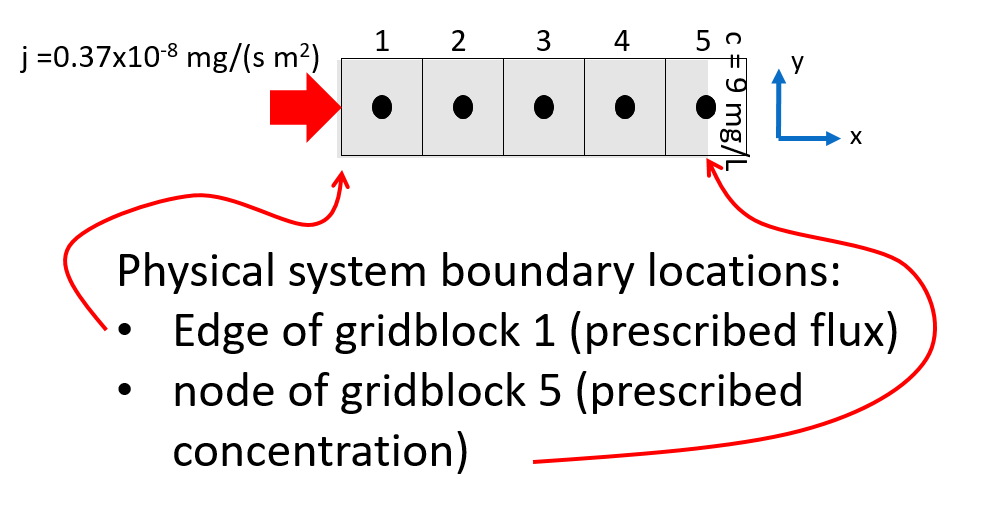 j =0.37x10⁻⁸ mg/(s m²)
1 2 3 4 5
c = 9 mg/L
y
x
Physical system boundary locations:
• Edge of gridblock 1 (prescribed flux)
• node of gridblock 5 (prescribed
concentration)